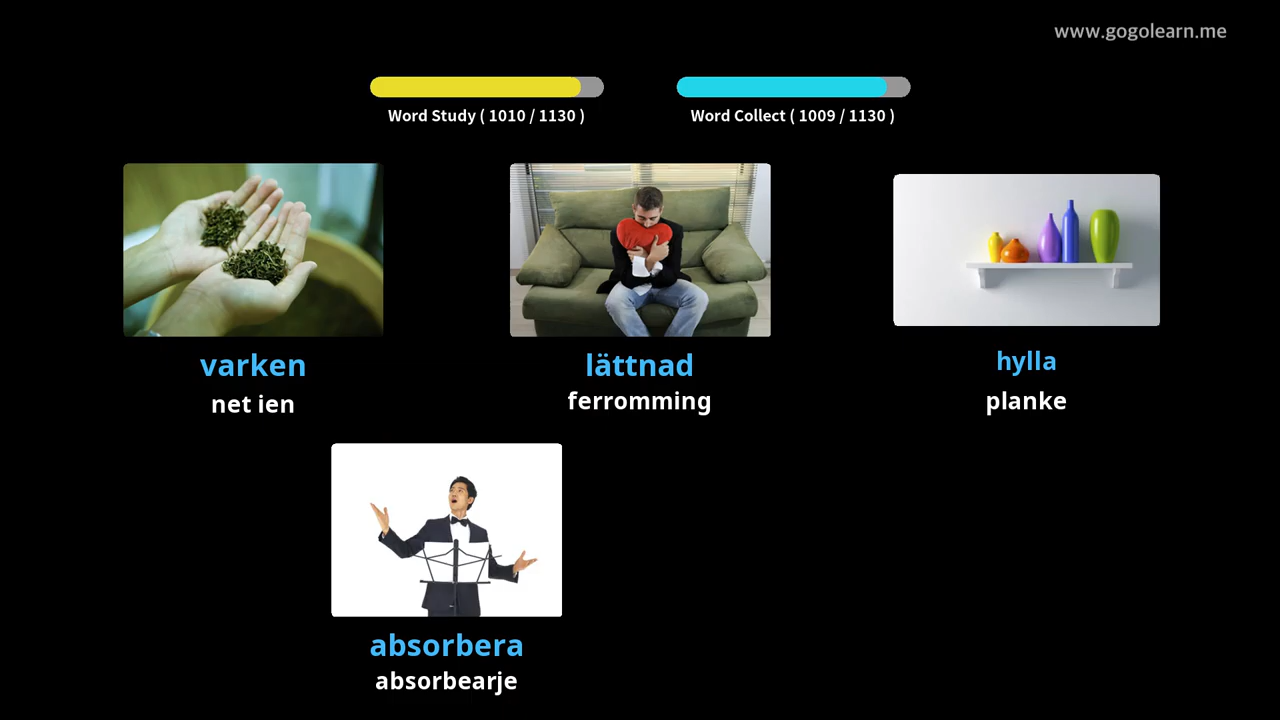 www.gogolearn.me
Word Study ( 1010 / 1130 )
Word Collect ( 1009 / 1130 )
varken
net ien
lättnad
ferromming
hylla
planke
absorbera
absorbearje